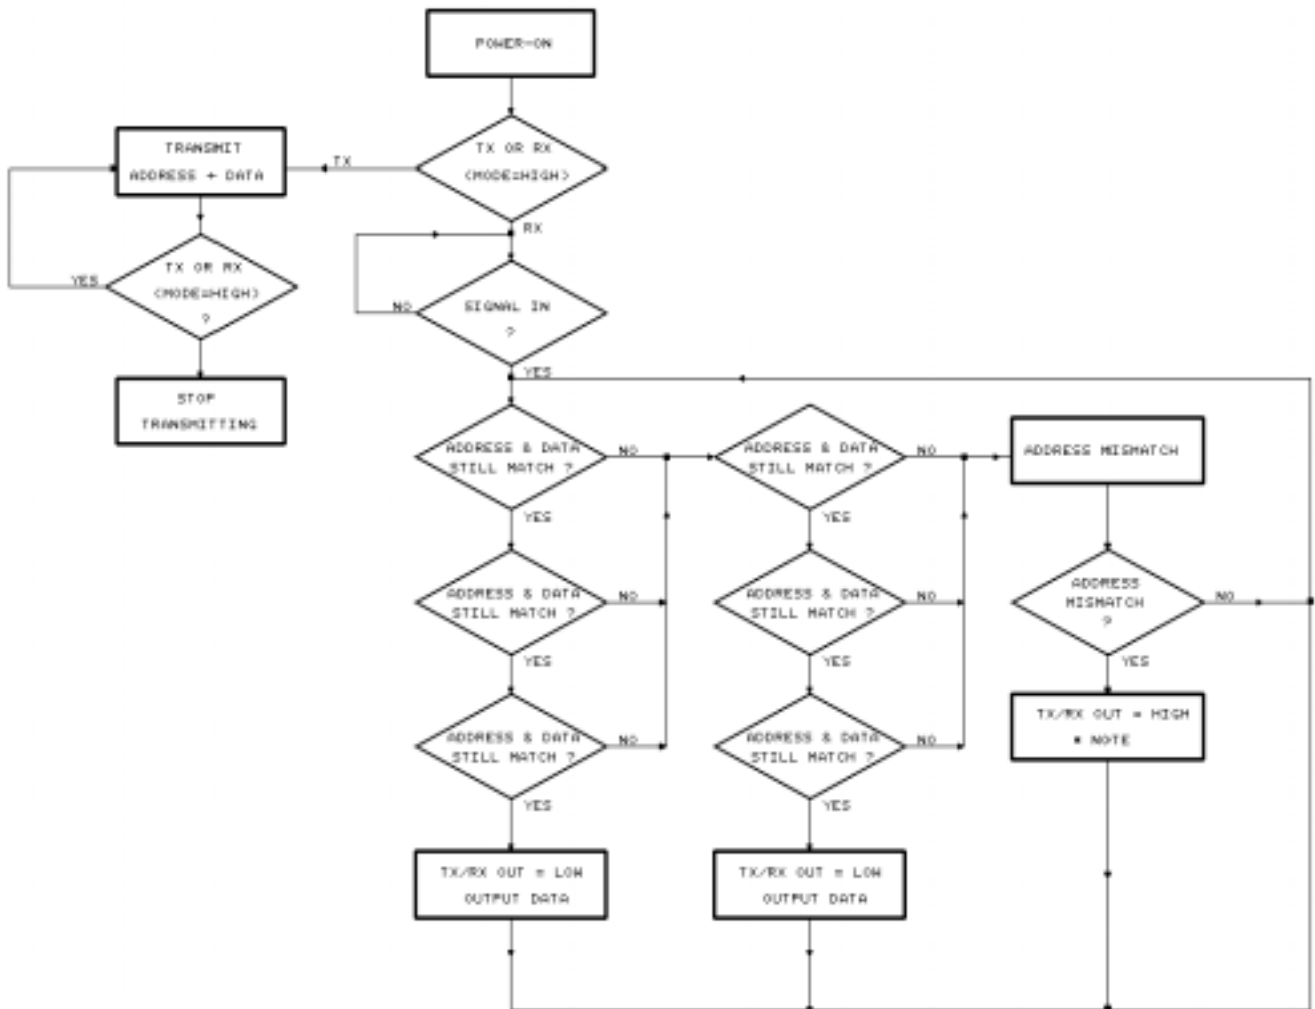 POWER-ON
TX OR RX
(MODE=HIGH)
TX
RX
TRANSMIT
ADDRESS + DATA
TX OR RX
(MODE=HIGH)
?
YES
STOP
TRANSMITTING
SIGNAL IN
?
NO
YES
ADDRESS & DATA
STILL MATCH ?
NO
YES
ADDRESS & DATA
STILL MATCH ?
NO
YES
ADDRESS & DATA
STILL MATCH ?
NO
YES
TX/RX OUT = LOW
OUTPUT DATA
ADDRESS & DATA
STILL MATCH ?
NO
YES
ADDRESS & DATA
STILL MATCH ?
NO
YES
ADDRESS & DATA
STILL MATCH ?
NO
YES
TX/RX OUT = LOW
OUTPUT DATA
ADDRESS MISMATCH
ADDRESS
MISMATCH
?
NO
YES
TX/RX OUT = HIGH
* NOTE